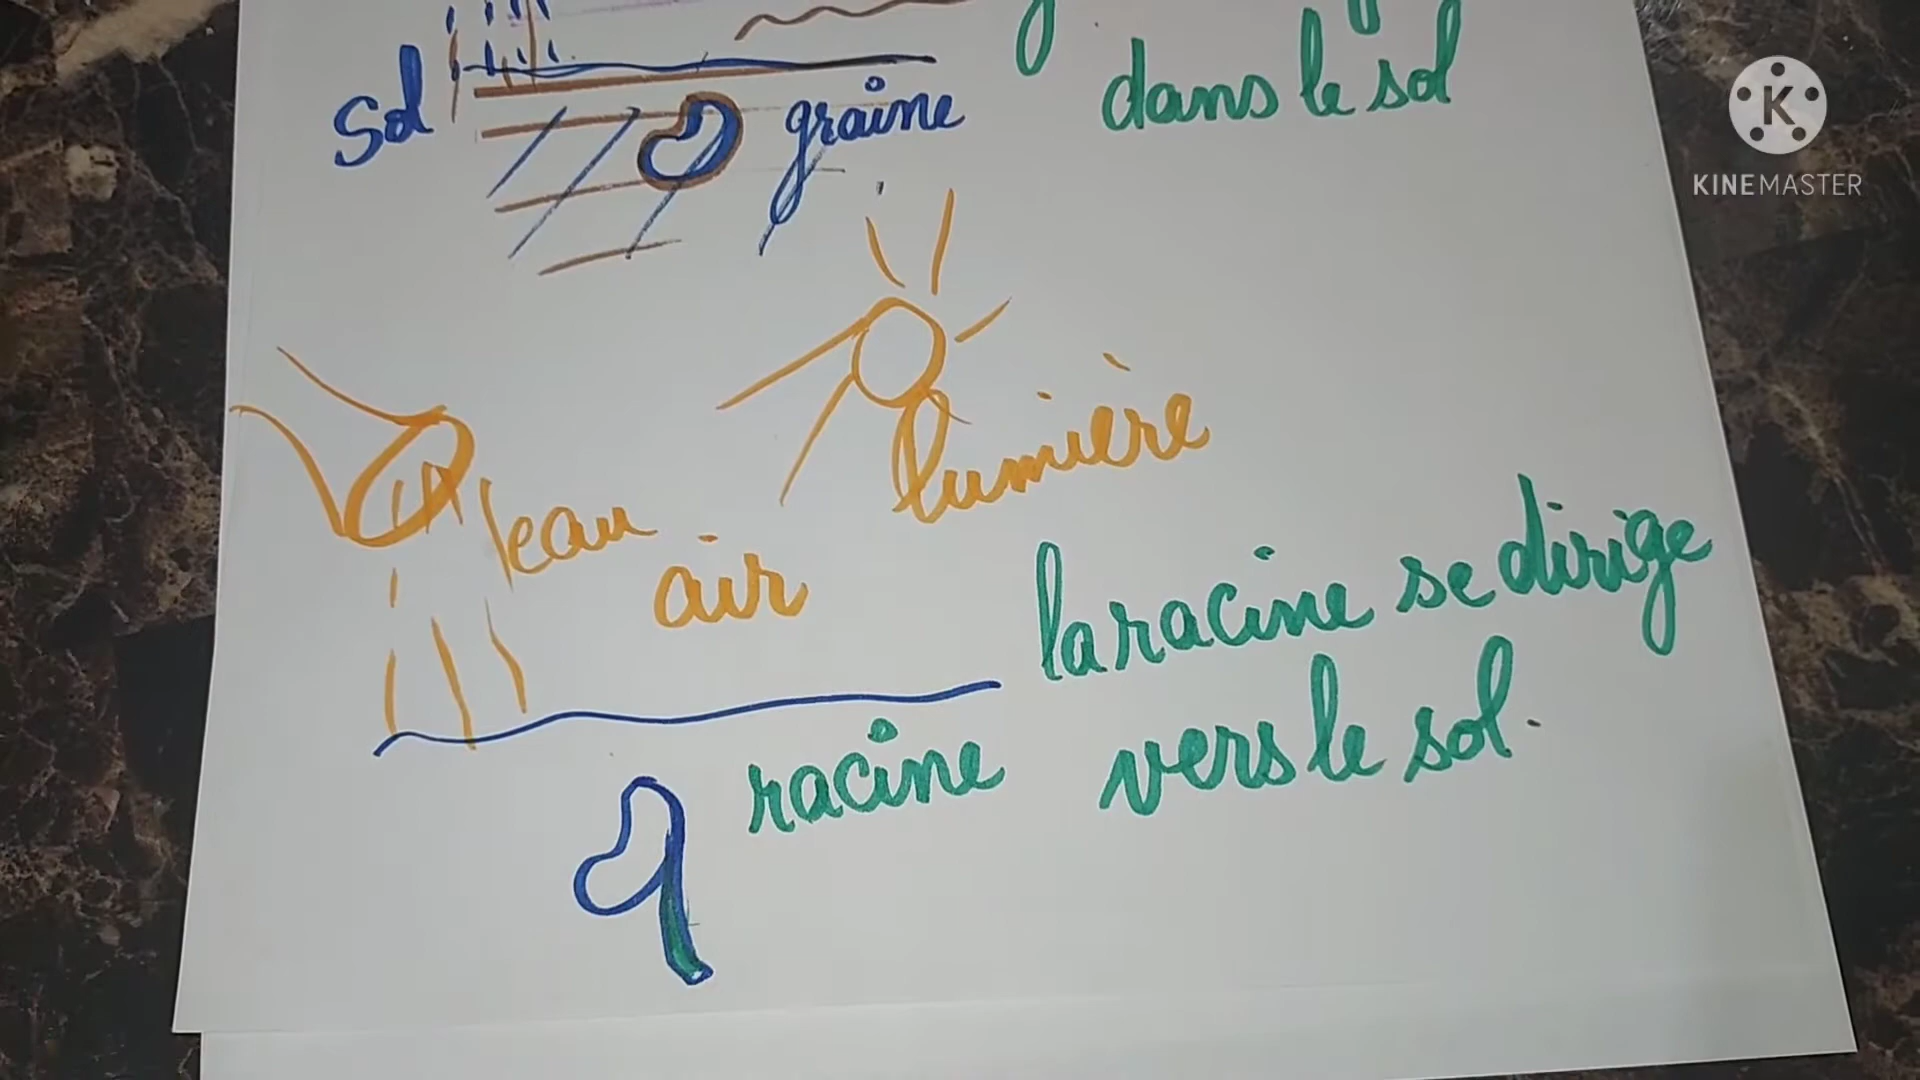 sol
graine
dans le sol
lumière
l'eau
air
la racine se dirige
vers le sol.
racine
K
KINEMASTER